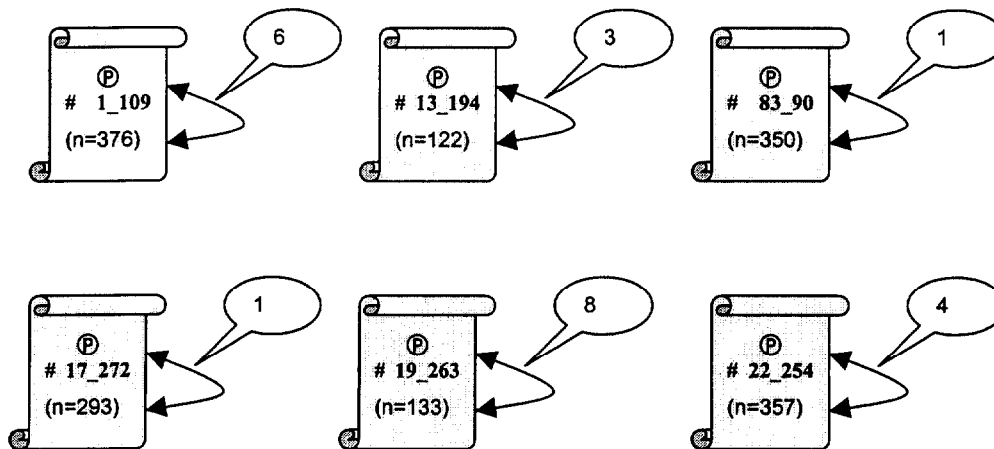 6 3 1
Ⓟ Ⓟ Ⓟ
# 1_109 # 13_194 # 83_90
(n=376) (n=122) (n=350)
1 8 4
Ⓟ Ⓟ Ⓟ
# 17_272 # 19_263 # 22_254
(n=293) (n=133) (n=357)